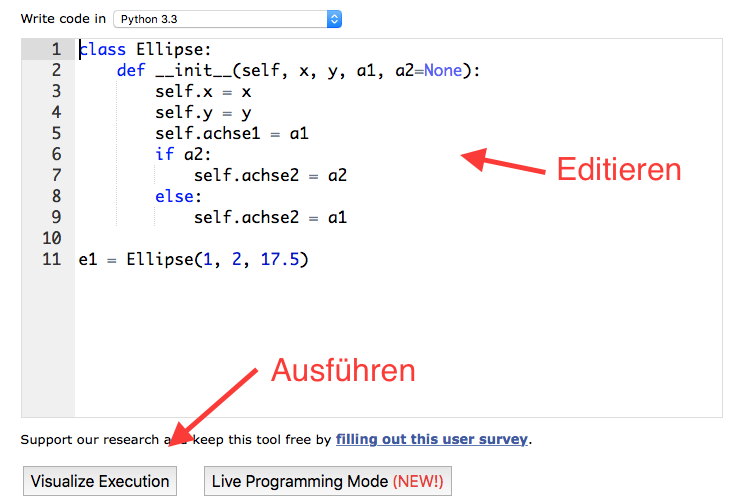 Write code in Python 3.3
1 class Ellipse:
2     def __init__(self, x, y, a1, a2=None):
3         self.x = x
4         self.y = y
5         self.achse1 = a1
6         if a2:
7             self.achse2 = a2
8         else:
9             self.achse2 = a1
10
11 e1 = Ellipse(1, 2, 17.5)
Editieren
Ausführen
Support our research and keep this tool free by filling out this user survey.
Visualize Execution Live Programming Mode (NEW!)